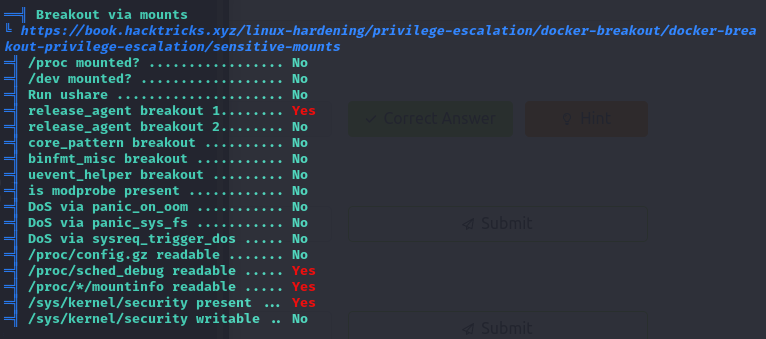 ══╣ Breakout via mounts
╚ https://book.hacktricks.xyz/linux-hardening/privilege-escalation/docker-breakout/docker-brea
kout-privilege-escalation/sensitive-mounts
═╣ /proc mounted? ................. No
═╣ /dev mounted? .................. No
═╣ Run ushare ..................... No
═╣ release_agent breakout 1........ Yes
═╣ release_agent breakout 2........ No
═╣ core_pattern breakout .......... No
═╣ binfmt_misc breakout ........... No
═╣ uevent_helper breakout ......... No
═╣ is modprobe present ............ No
═╣ DoS via panic_on_oom ........... No
═╣ DoS via panic_sys_fs ........... No
═╣ DoS via sysreq_trigger_dos ..... No
═╣ /proc/config.gz readable ....... No
═╣ /proc/sched_debug readable ..... Yes
═╣ /proc/*/mountinfo readable ..... Yes
═╣ /sys/kernel/security present ... Yes
═╣ /sys/kernel/security writable .. No
Correct Answer
Hint
Submit
Submit